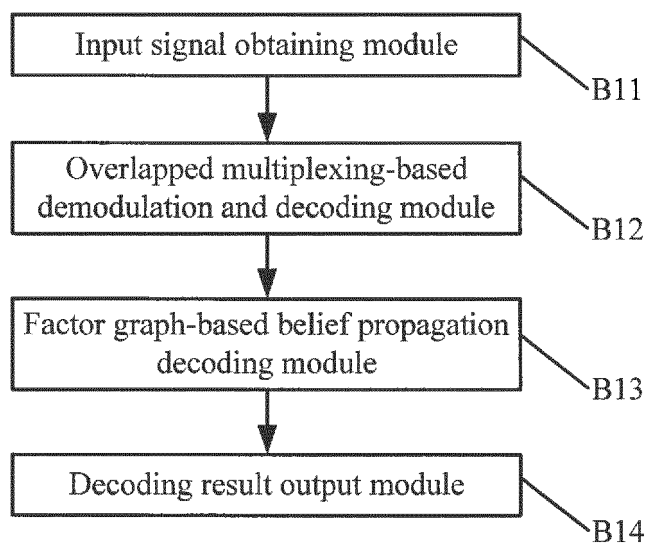 Input signal obtaining module
B11
Overlapped multiplexing-based
demodulation and decoding module
B12
Factor graph-based belief propagation
decoding module
B13
Decoding result output module
B14